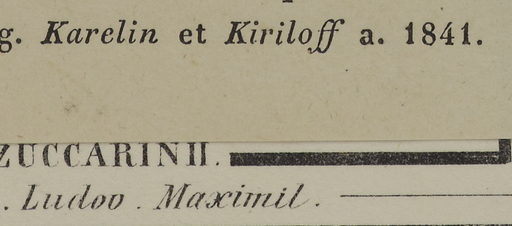 g. Karelin et Kiriloff a. 1841.
ZUCCARINII.
. Ludov. Maximil.